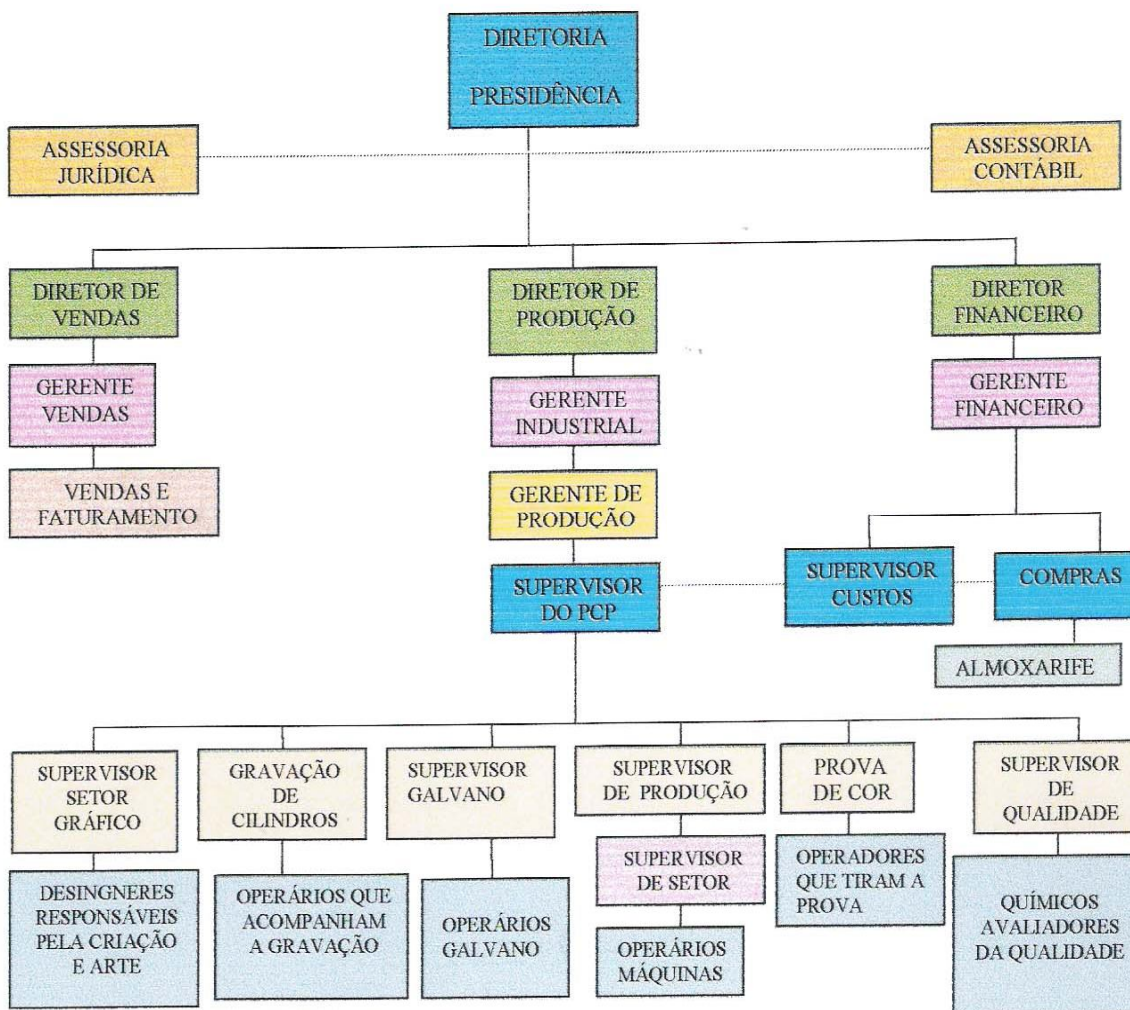 DIRETORIA
PRESIDÊNCIA
ASSESSORIA
JURÍDICA
ASSESSORIA
CONTÁBIL
DIRETOR DE
VENDAS
DIRETOR DE
PRODUÇÃO
DIRETOR
FINANCEIRO
GERENTE
VENDAS
GERENTE
INDUSTRIAL
GERENTE
FINANCEIRO
VENDAS E
FATURAMENTO
GERENTE DE
PRODUÇÃO
SUPERVISOR
DO PCP
SUPERVISOR
CUSTOS
COMPRAS
ALMOXARIFE
SUPERVISOR
SETOR
GRÁFICO
GRAVAÇÃO
DE
CILINDROS
SUPERVISOR
GALVANO
SUPERVISOR
DE PRODUÇÃO
PROVA
DE COR
SUPERVISOR
DE
QUALIDADE
DESINGNERES
RESPONSÁVEIS
PELA CRIAÇÃO
E ARTE
OPERÁRIOS QUE
ACOMPANHAM
A GRAVAÇÃO
OPERÁRIOS
GALVANO
SUPERVISOR
DE SETOR
OPERÁRIOS
MÁQUINAS
OPERADORES
QUE TIRAM A
PROVA
QUÍMICOS
AVALIADORES
DA QUALIDADE